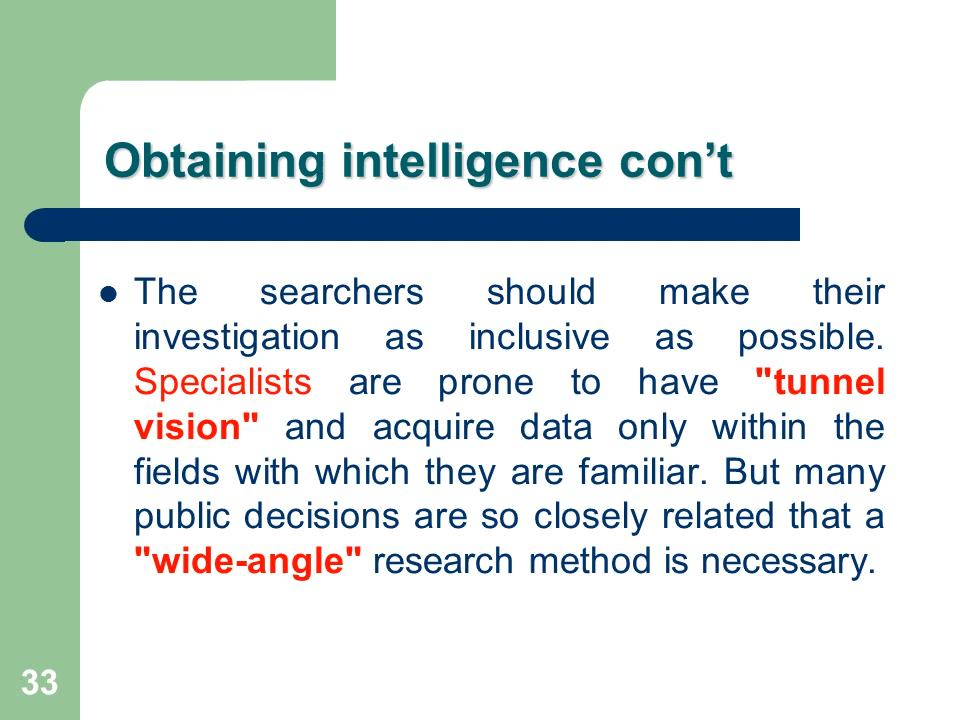 Obtaining intelligence con’t
The searchers should make their
investigation as inclusive as possible.
Specialists are prone to have "tunnel
vision" and acquire data only within the
fields with which they are familiar. But many
public decisions are so closely related that a
"wide-angle" research method is necessary.
33